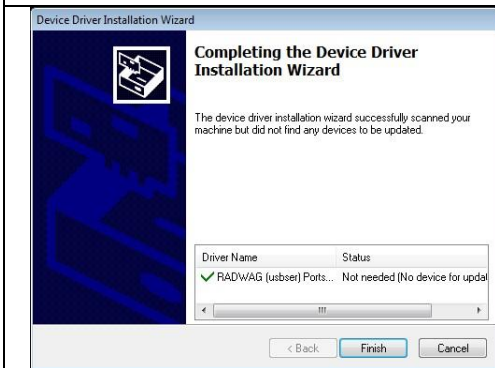 Device Driver Installation Wizard
Completing the Device Driver
Installation Wizard
The device driver installation wizard successfully scanned your
machine but did not find any devices to be updated.
Driver Name Status
RADWAG (usbser) Ports... Not needed (No device for updat
< Back Finish Cancel